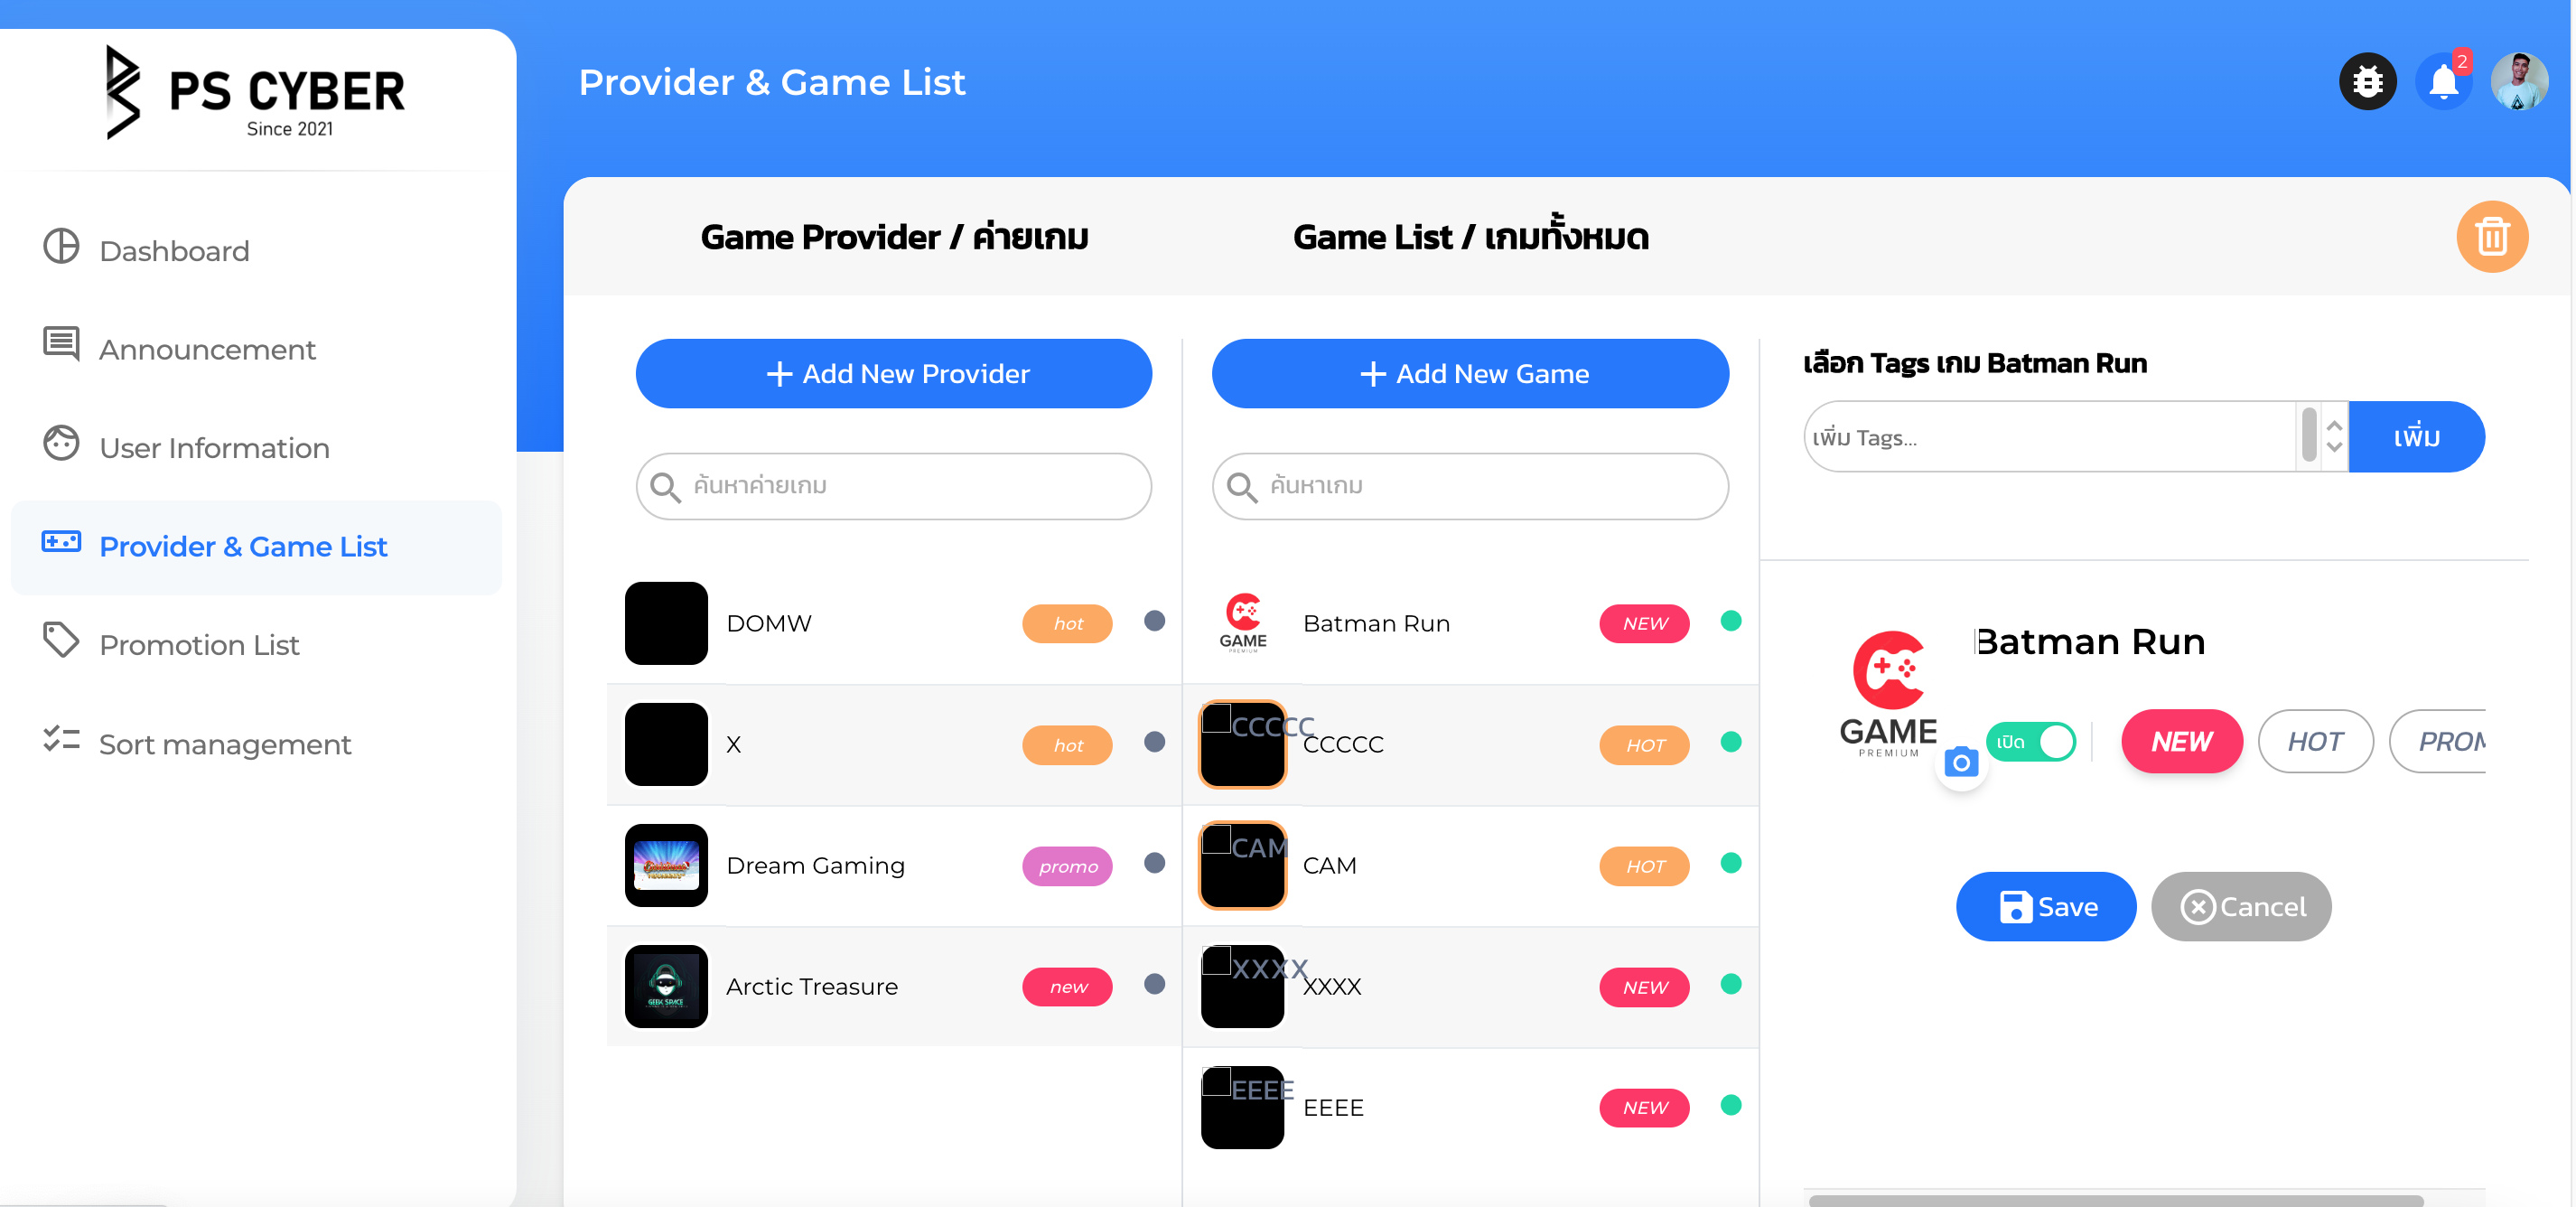 PS CYBER
Since 2021
Dashboard
Announcement
User Information
Provider & Game List
Promotion List
Sort management
Provider & Game List
2
Game Provider / ค่ายเกม
Game List / เกมทั้งหมด
Add New Provider
ค้นหาค่ายเกม
DOMW
hot
X
hot
Dream Gaming
promo
GEEK SPACE
Arctic Treasure
new
Add New Game
ค้นหาเกม
GAME
PREMIUM
Batman Run
NEW
CCCCC
CCCCC
HOT
CAM
CAM
HOT
XXXX
XXXX
NEW
EEEE
EEEE
NEW
เลือก Tags เกม Batman Run
เพิ่ม Tags...
เพิ่ม
GAME
PREMIUM
Batman Run
เปิด
NEW
HOT
PROM
Save
Cancel